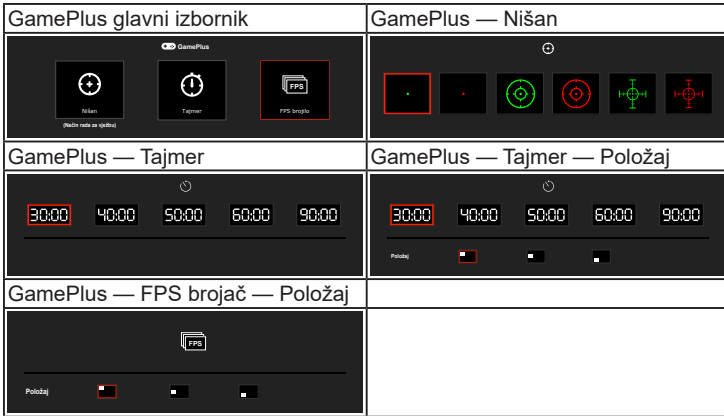 GamePlus glavni izbornik
GamePlus — Nišan
GamePlus
Nišan
Tajmer
FPS
FPS brojilo
(Način rada za vježbu)
GamePlus — Tajmer
GamePlus — Tajmer — Položaj
30:00 40:00 50:00 60:00 90:00
30:00 40:00 50:00 60:00 90:00
Položaj
GamePlus — FPS brojač — Položaj
FPS
Položaj